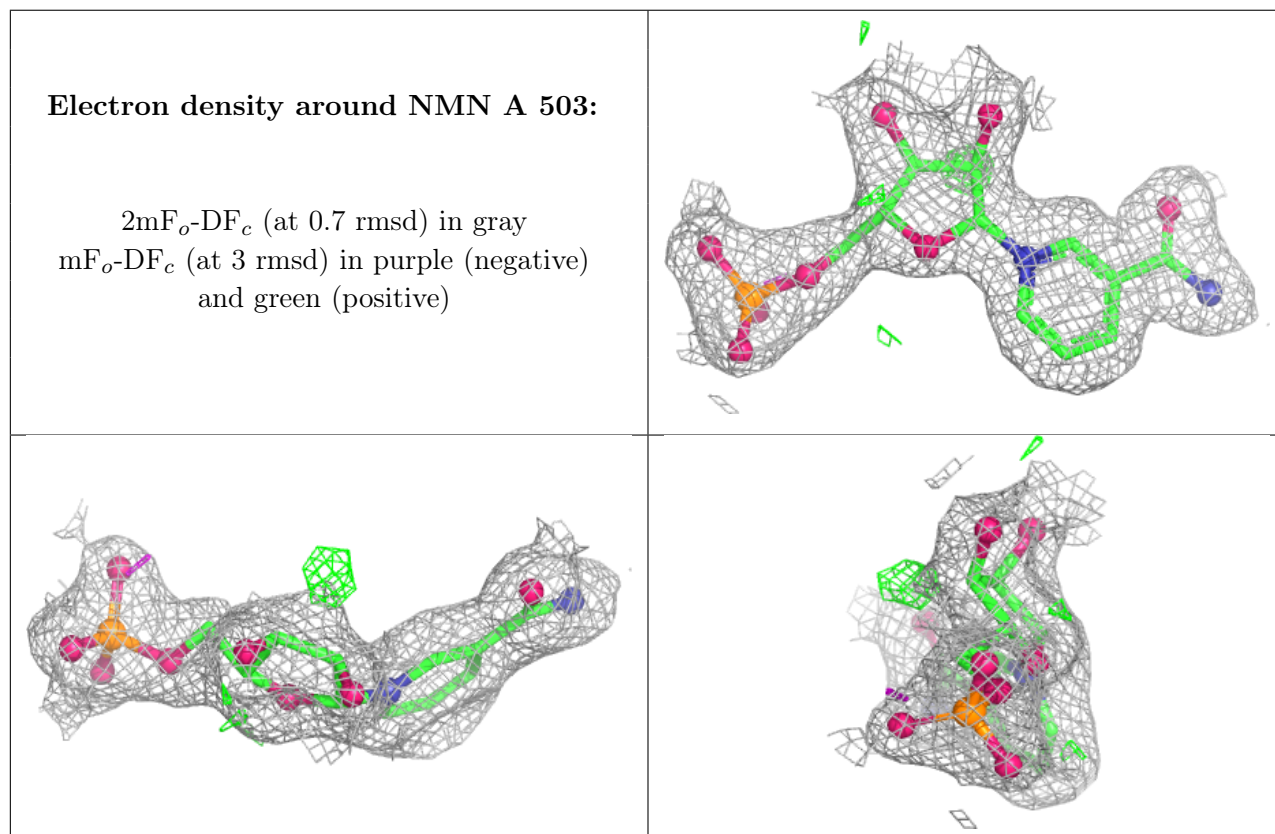 Electron density around NMN A 503:
2mFo-DFc (at 0.7 rmsd) in gray
mFo-DFc (at 3 rmsd) in purple (negative)
and green (positive)